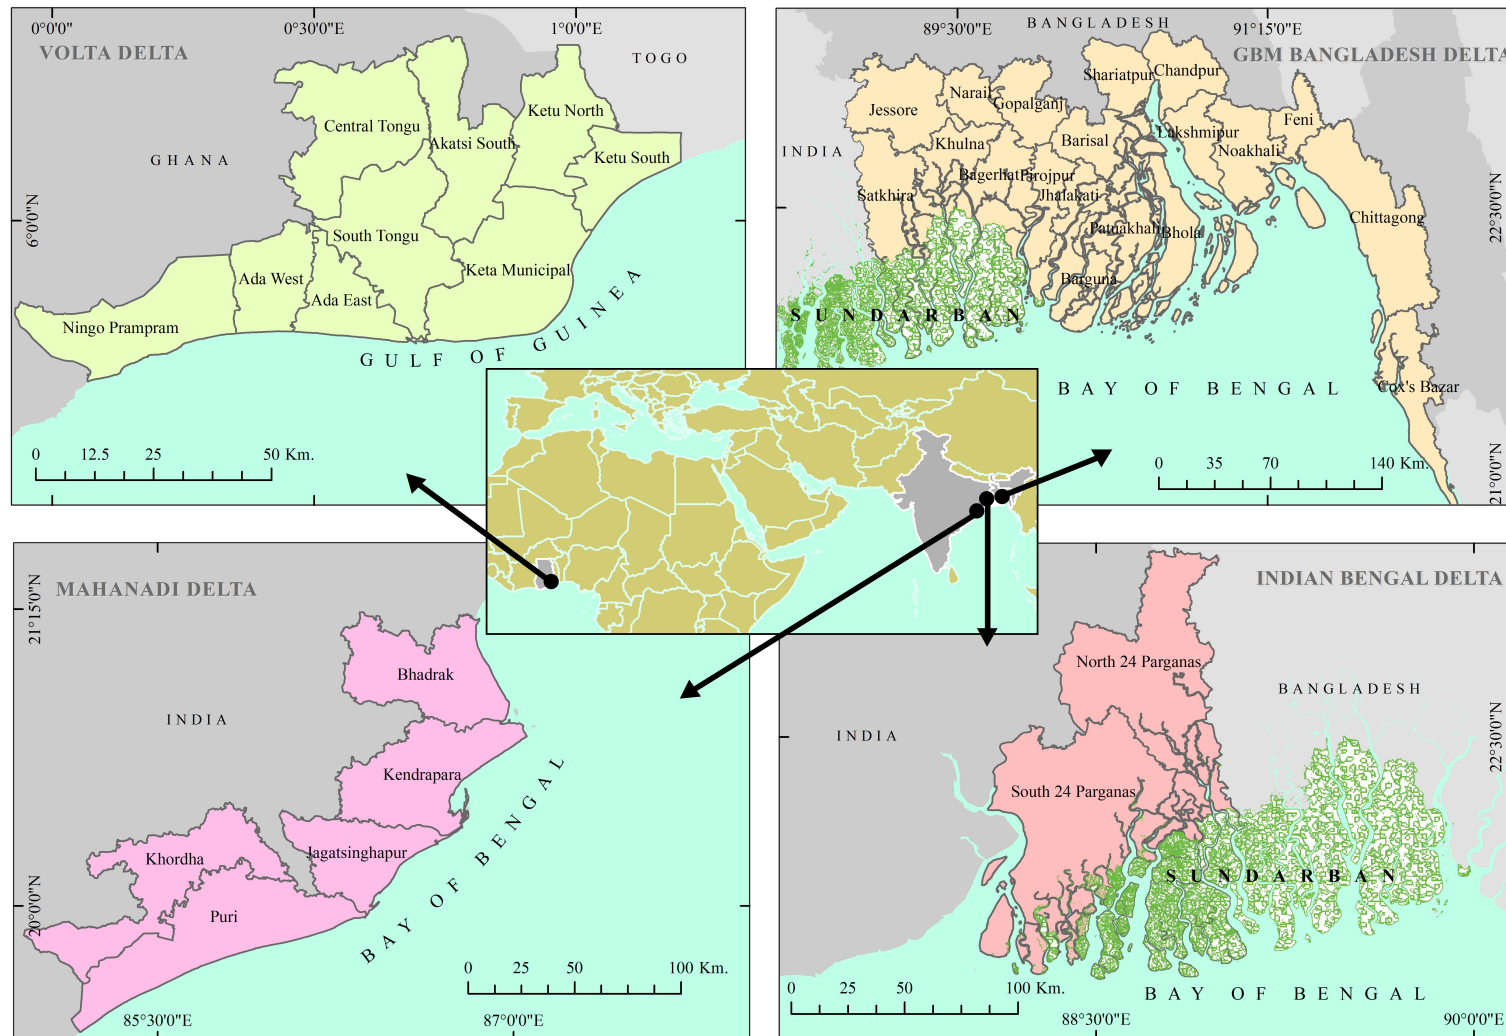 0°0'0"
0°30'0"E
1°0'0"E
VOLTA DELTA
TOGO
GHANA
6°0'0"N
Central Tongu
Akatsi South
Ketu North
Ketu South
South Tongu
Keta Municipal
Ada West
Ada East
Ningo Prampram
GULF OF GUINEA
0
12.5
25
50 Km.
89°30'0"E
BANGLADESH
91°15'0"E
GBM BANGLADESH DELTA
INDIA
22°30'0"N
21°0'0"N
Shariatpur
Chandpur
Jessore
Narail
Gopalganj
Khulna
Barisal
Lakshmipur
Noakhali
Feni
Satkhira
Bagerhat
Pirojpur
Jhalakati
Patuakhali
Bhola
Barguna
Chittagong
Cox's Bazar
SUNDARBAN
BAY OF BENGAL
0
35
70
140 Km.
MAHANADI DELTA
21°15'0"N
20°0'0"N
INDIA
Bhadrak
Kendrapara
Jagatsinghapur
Khordha
Puri
BAY OF BENGAL
0
25
50
100 Km.
85°30'0"E
87°0'0"E
INDIAN BENGAL DELTA
North 24 Parganas
BANGLADESH
INDIA
22°30'0"N
South 24 Parganas
SUNDARBAN
0
25
50
100 Km.
BAY OF BENGAL
88°30'0"E
90°0'0"E